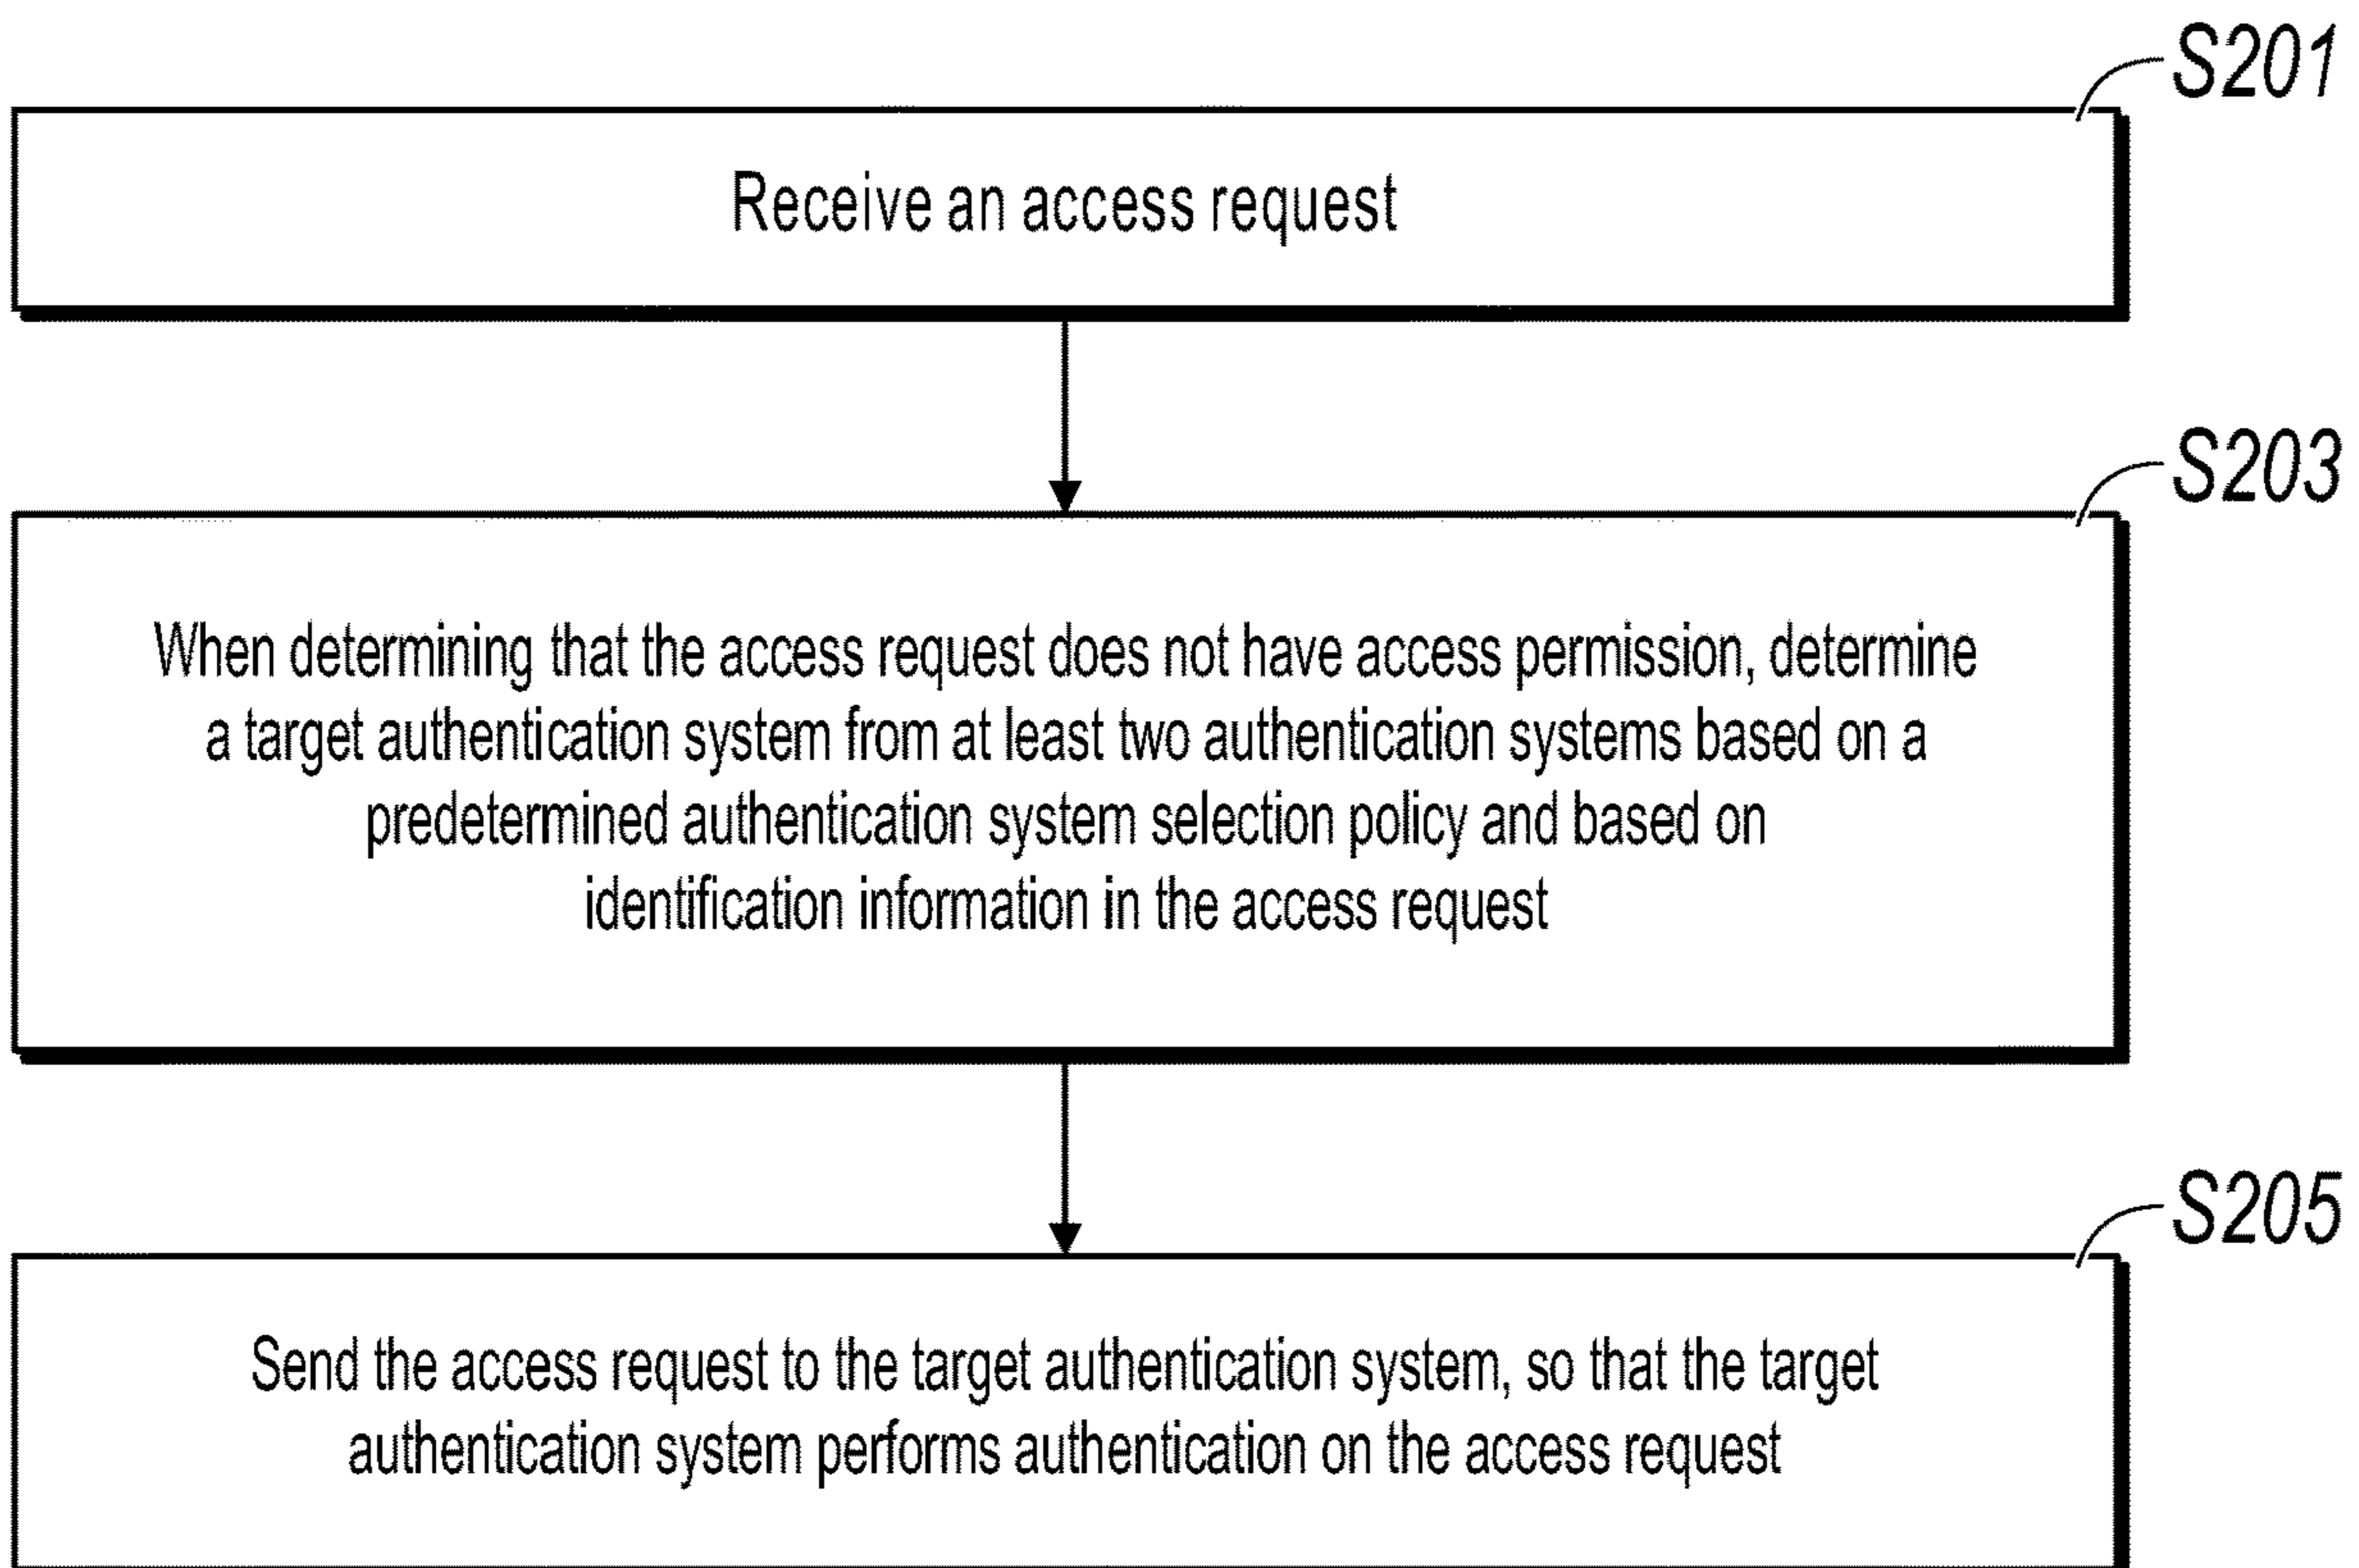 S201
Receive an access request
S203
When determining that the access request does not have access permission, determine
a target authentication system from at least two authentication systems based on a
predetermined authentication system selection policy and based on
identification information in the access request
S205
Send the access request to the target authentication system, so that the target
authentication system performs authentication on the access request